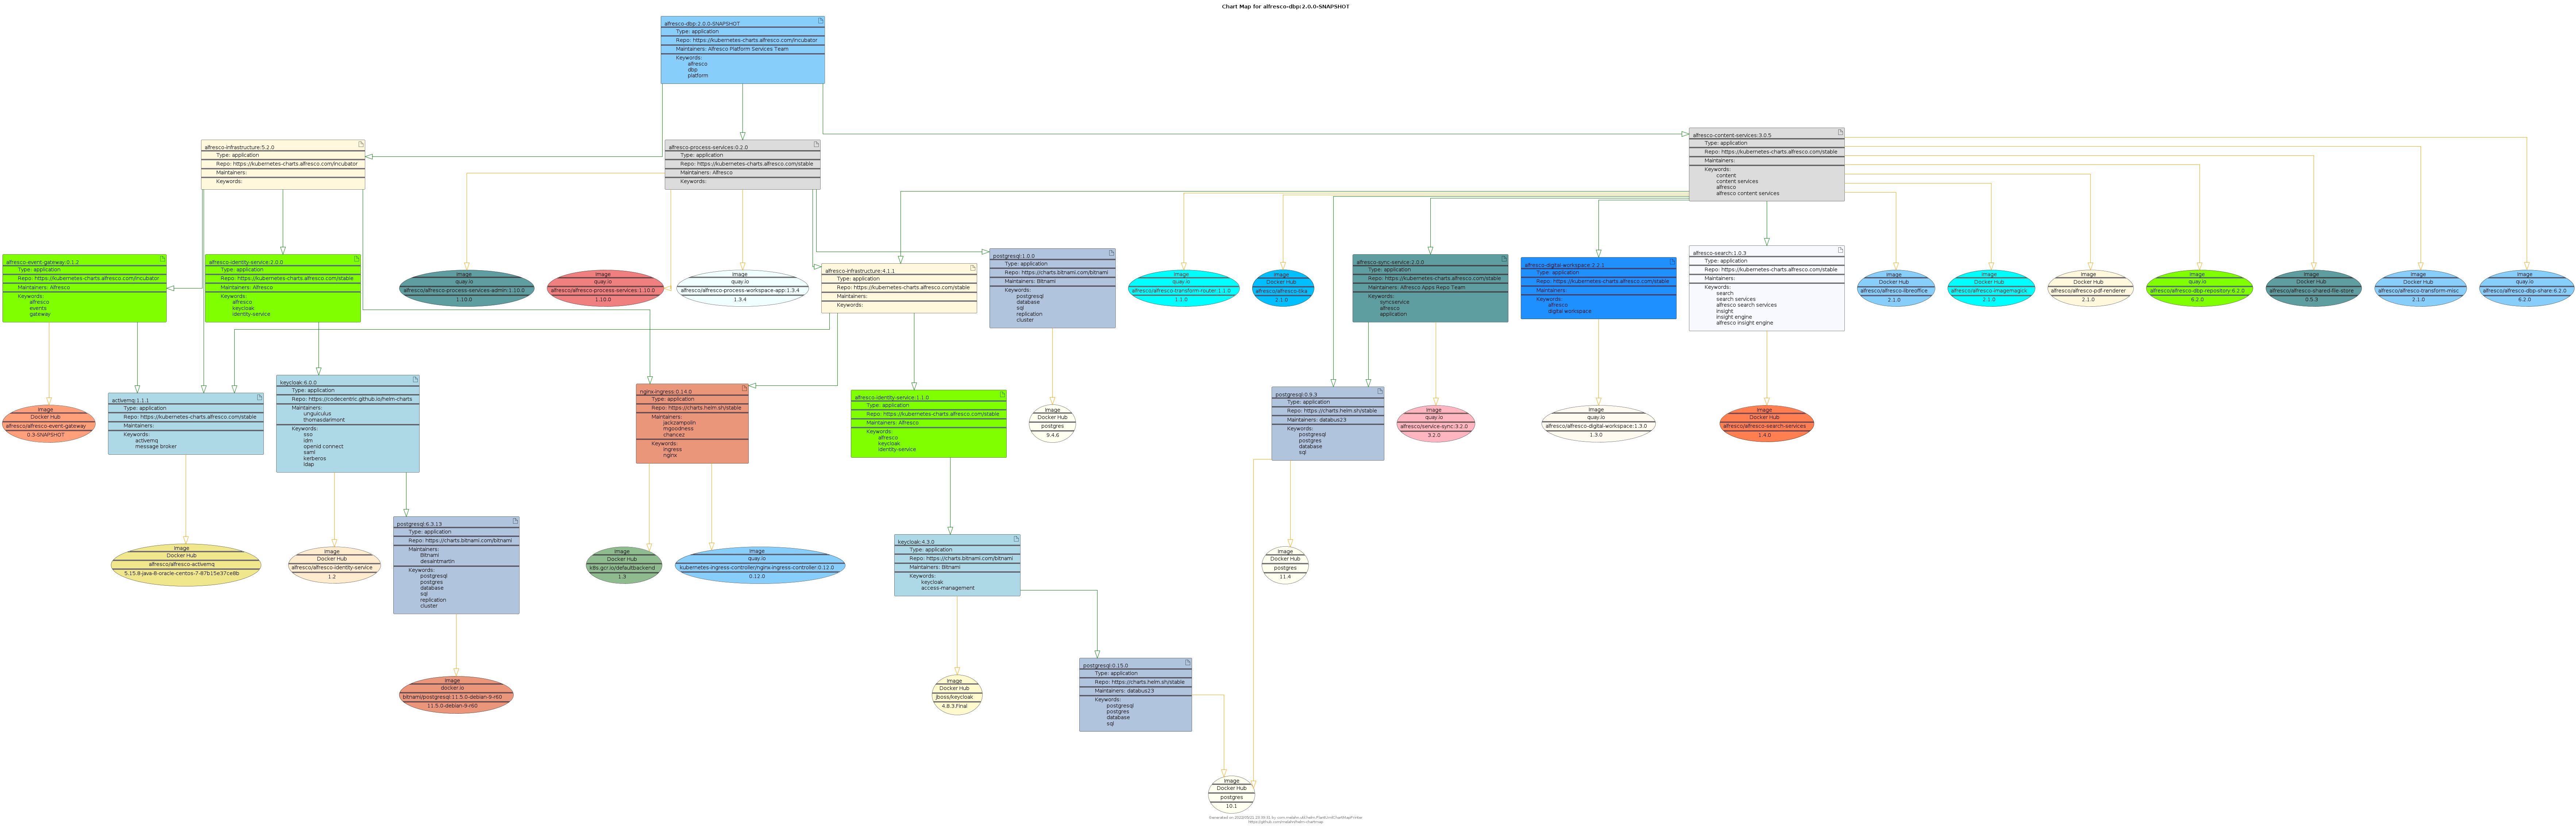 Chart Map for alfresco-dbp:2.0.0-SNAPSHOT
alfresco-dbp:2.0.0-SNAPSHOT
Type: application
Repo: https://kubernetes-charts.alfresco.com/incubator
Maintainers: Alfresco Platform Services Team
Keywords:
alfresco
dbp
platform
alfresco-infrastructure:5.2.0
Type: application
Repo: https://kubernetes-charts.alfresco.com/incubator
Maintainers:
Keywords:
alfresco-process-services:0.2.0
Type: application
Repo: https://kubernetes-charts.alfresco.com/stable
Maintainers: Alfresco
Keywords:
alfresco-content-services:3.0.5
Type: application
Repo: https://kubernetes-charts.alfresco.com/stable
Maintainers:
Keywords:
content
content services
alfresco
alfresco content services
alfresco-event-gateway:0.1.2
Type: application
Repo: https://kubernetes-charts.alfresco.com/incubator
Maintainers: Alfresco
Keywords:
alfresco
events
gateway
alfresco-identity-service:2.0.0
Type: application
Repo: https://kubernetes-charts.alfresco.com/stable
Maintainers: Alfresco
Keywords:
alfresco
keycloak
identity-service
Image
quay.io
alfresco/alfresco-process-services-admin:1.10.0
1.10.0
Image
quay.io
alfresco/alfresco-process-services:1.10.0
1.10.0
Image
quay.io
alfresco/alfresco-process-workspace-app:1.3.4
1.3.4
alfresco-infrastructure:4.1.1
Type: application
Repo: https://kubernetes-charts.alfresco.com/stable
Maintainers:
Keywords:
postgresql:1.0.0
Type: application
Repo: https://charts.bitnami.com/bitnami
Maintainers: Bitnami
Keywords:
postgresql
database
sql
replication
cluster
Image
quay.io
alfresco/alfresco-transform-router:1.1.0
1.1.0
Image
Docker Hub
alfresco/alfresco-tika
2.1.0
alfresco-sync-service:2.0.0
Type: application
Repo: https://kubernetes-charts.alfresco.com/stable
Maintainers: Alfresco Apps Repo Team
Keywords:
syncservice
alfresco
application
alfresco-digital-workspace:2.2.1
Type: application
Repo: https://kubernetes-charts.alfresco.com/stable
Maintainers:
Keywords:
alfresco
digital workspace
alfresco-search:1.0.3
Type: application
Repo: https://kubernetes-charts.alfresco.com/stable
Maintainers:
Keywords:
search
search services
alfresco search services
insight
insight engine
alfresco insight engine
Image
Docker Hub
alfresco/alfresco-libreoffice
2.1.0
Image
Docker Hub
alfresco/alfresco-imagemagick
2.1.0
Image
Docker Hub
alfresco/alfresco-pdf-renderer
2.1.0
Image
quay.io
alfresco/alfresco-dbp-repository:6.2.0
6.2.0
Image
Docker Hub
alfresco/alfresco-shared-file-store
0.5.3
Image
Docker Hub
alfresco/alfresco-transform-misc
2.1.0
Image
quay.io
alfresco/alfresco-dbp-share:6.2.0
6.2.0
Image
Docker Hub
alfresco/alfresco-event-gateway
0.3-SNAPSHOT
activemq:1.1.1
Type: application
Repo: https://kubernetes-charts.alfresco.com/stable
Maintainers:
Keywords:
activemq
message broker
keycloak:6.0.0
Type: application
Repo: https://codecentric.github.io/helm-charts
Maintainers:
unguiculus
thomasdarimont
Keywords:
sso
idm
openid connect
saml
kerberos
ldap
nginx-ingress:0.14.0
Type: application
Repo: https://charts.helm.sh/stable
Maintainers:
jackzampolin
mgoodness
chancez
Keywords:
ingress
nginx
alfresco-identity-service:1.1.0
Type: application
Repo: https://kubernetes-charts.alfresco.com/stable
Maintainers: Alfresco
Keywords:
alfresco
keycloak
identity-service
Image
Docker Hub
postgres
9.4.6
postgresql:0.9.3
Type: application
Repo: https://charts.helm.sh/stable
Maintainers: databus23
Keywords:
postgresql
postgres
database
sql
Image
quay.io
alfresco/service-sync:3.2.0
3.2.0
Image
quay.io
alfresco/alfresco-digital-workspace:1.3.0
1.3.0
Image
Docker Hub
alfresco/alfresco-search-services
1.4.0
Image
Docker Hub
alfresco/alfresco-activemq
5.15.8-java-8-oracle-centos-7-87b15e37ce8b
Image
Docker Hub
alfresco/alfresco-identity-service
1.2
postgresql:6.3.13
Type: application
Repo: https://charts.bitnami.com/bitnami
Maintainers:
Bitnami
desaintmartin
Keywords:
postgresql
postgres
database
sql
replication
cluster
Image
Docker Hub
k8s.gcr.io/defaultbackend
1.3
Image
quay.io
kubernetes-ingress-controller/nginx-ingress-controller:0.12.0
0.12.0
keycloak:4.3.0
Type: application
Repo: https://charts.bitnami.com/bitnami
Maintainers: Bitnami
Keywords:
keycloak
access-management
Image
Docker Hub
postgres
11.4
Image
docker.io
bitnami/postgresql:11.5.0-debian-9-r60
11.5.0-debian-9-r60
Image
Docker Hub
jboss/keycloak
4.8.3.Final
postgresql:0.15.0
Type: application
Repo: https://charts.helm.sh/stable
Maintainers: databus23
Keywords:
postgresql
postgres
database
sql
Image
Docker Hub
postgres
10.1
https://github.com/melahn/helm-chartmap